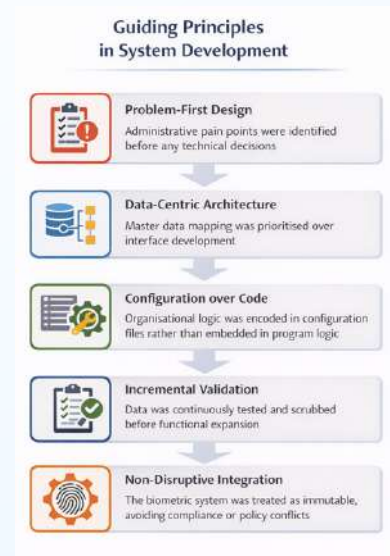 Guiding Principles
in System Development
Problem-First Design
Administrative pain points were identified
before any technical decisions
Data-Centric Architecture
Master data mapping was prioritised over
interface development
Configuration over Code
Organisational logic was encoded in configuration
files rather than embedded in program logic
Incremental Validation
Data was continuously tested and scrubbed
before functional expansion
Non-Disruptive Integration
The biometric system was treated as immutable,
avoiding compliance or policy conflicts